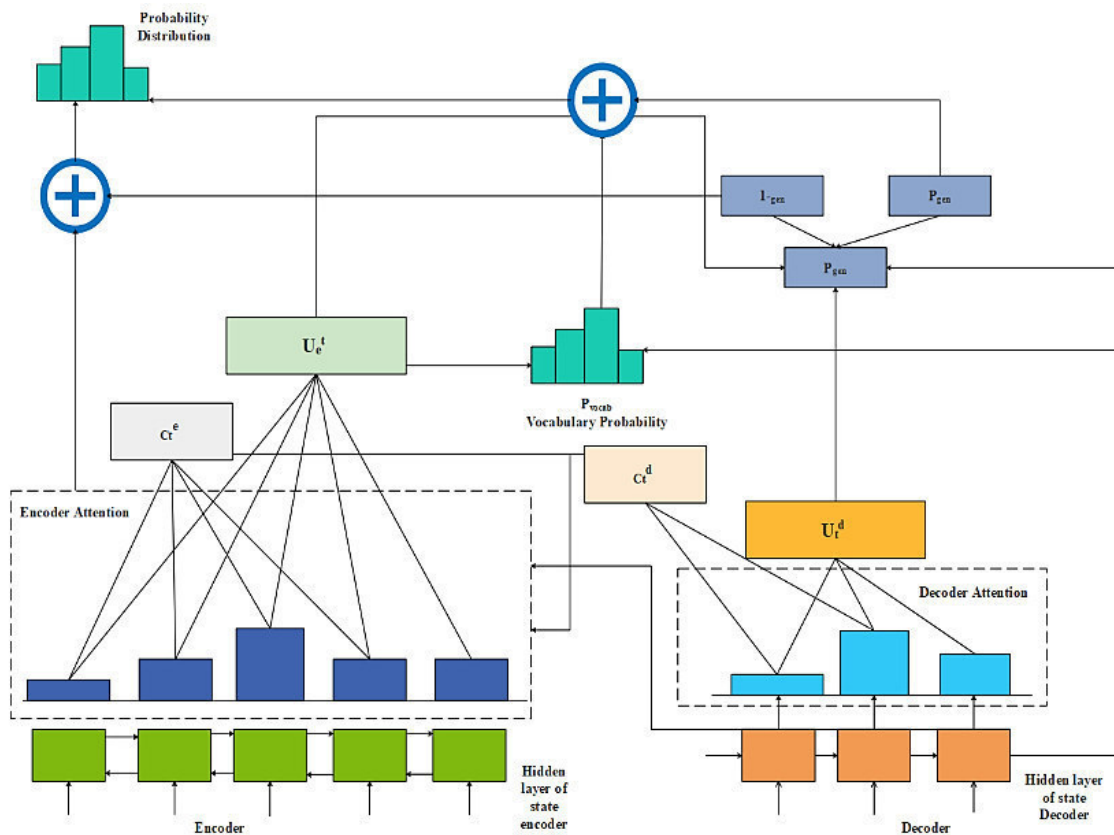 Probability
Distribution
1-gen
Pgen
Pgen
Ue^t
Pvocab
Vocabulary Probability
Ct^e
Ct^d
Encoder Attention
Ut^d
Decoder Attention
Hidden
layer of
state
encoder
Encoder
Hidden layer
of state
Decoder
Decoder